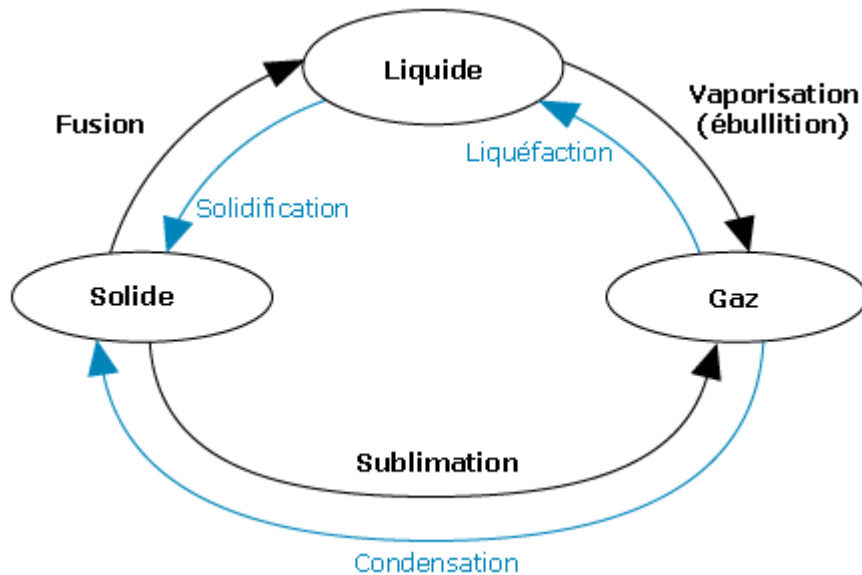 Liquide
Vaporisation
(ébullition)
Fusion
Liquéfaction
Solidification
Solide
Gaz
Sublimation
Condensation